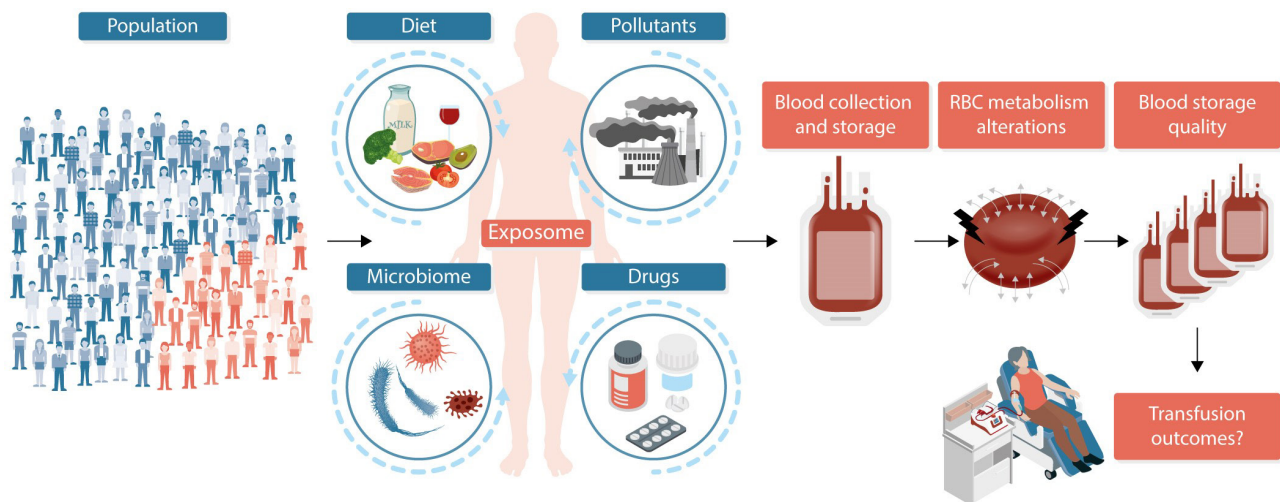 Population
Diet
Pollutants
MILK
Exposome
Microbiome
Drugs
Blood collection
and storage
RBC metabolism
alterations
Blood storage
quality
Transfusion
outcomes?